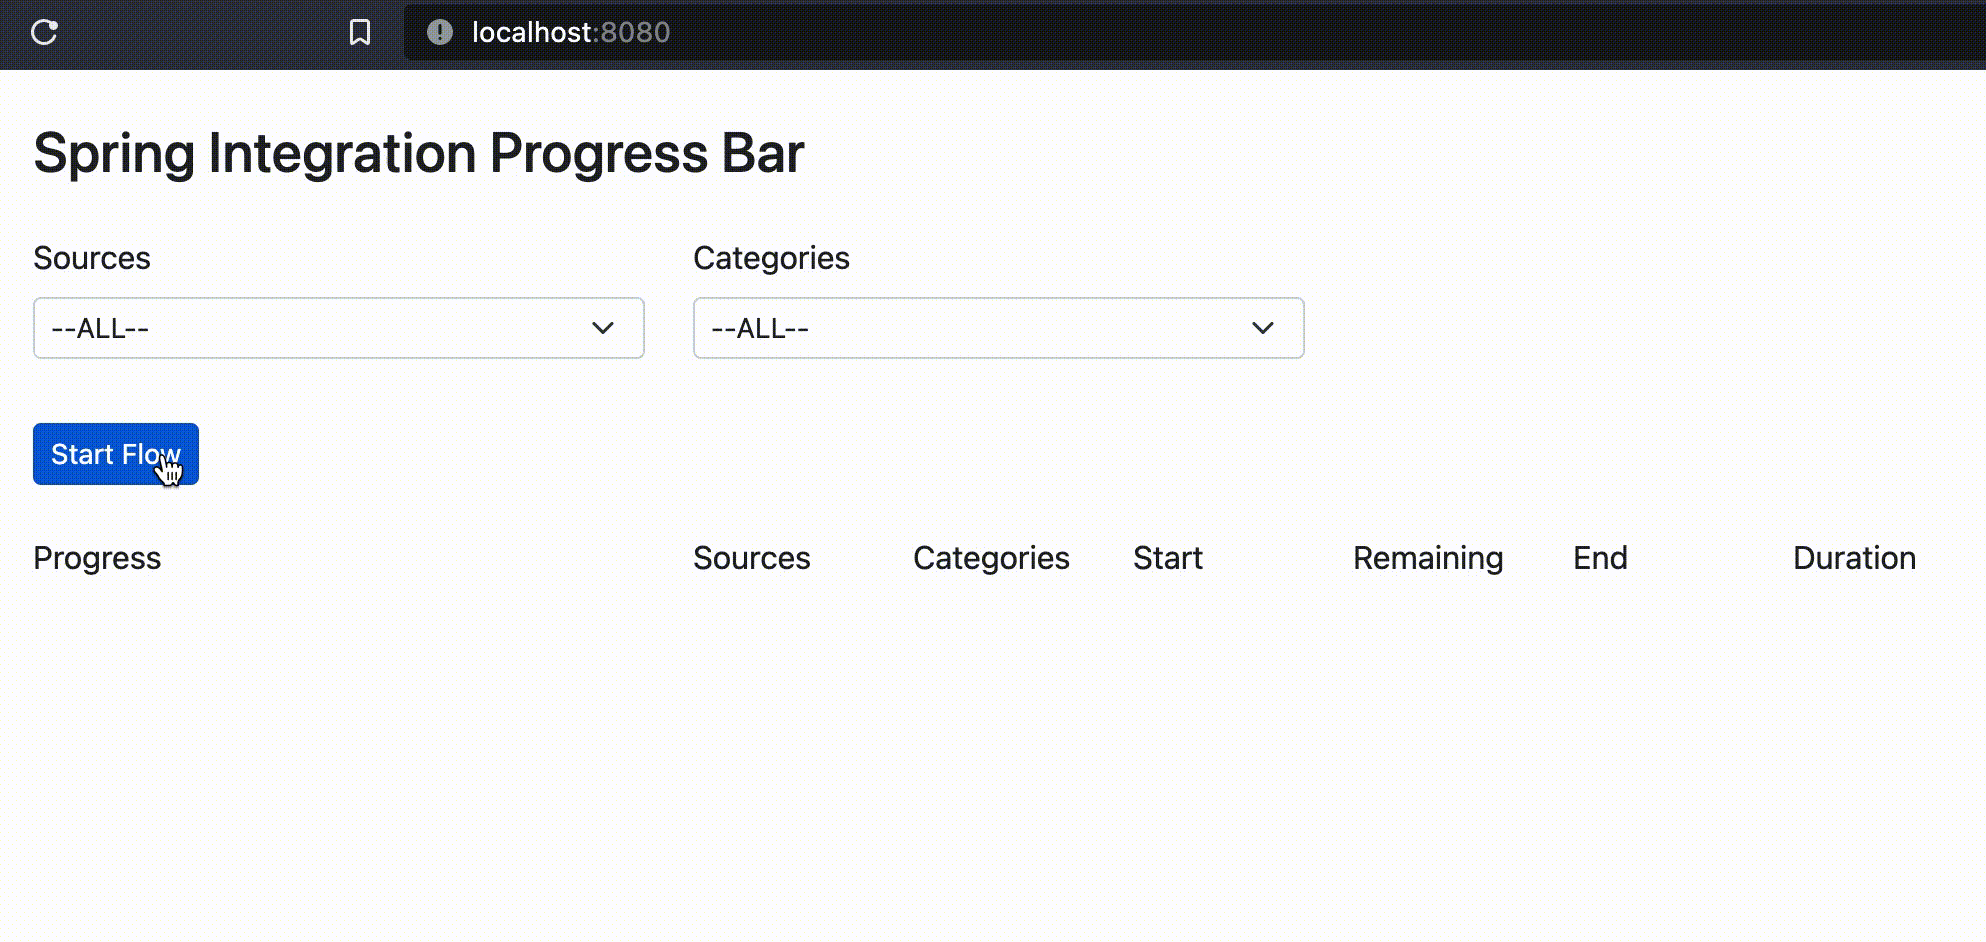 localhost:8080
Spring Integration Progress Bar
Sources Categories
--ALL-- --ALL--
Start Flow
Progress Sources Categories Start Remaining End Duration